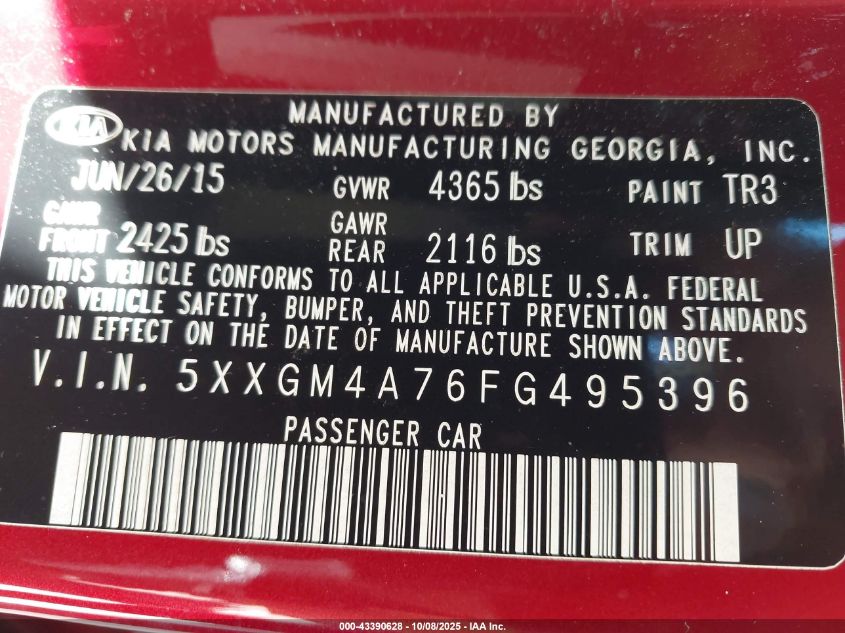 MANUFACTURED BY
KIA KIA MOTORS MANUFACTURING GEORGIA, INC.
JUN/26/15 GVWR 4365 lbs PAINT TR3
GAWR FRONT 2425 lbs GAWR REAR 2116 lbs TRIM UP
THIS VEHICLE CONFORMS TO ALL APPLICABLE U.S.A. FEDERAL
MOTOR VEHICLE SAFETY, BUMPER, AND THEFT PREVENTION STANDARDS
IN EFFECT ON THE DATE OF MANUFACTURE SHOWN ABOVE.
V.I.N. 5XXGM4A76FG495396
PASSENGER CAR
000-43390628 - 10/08/2025 - IAA Inc.